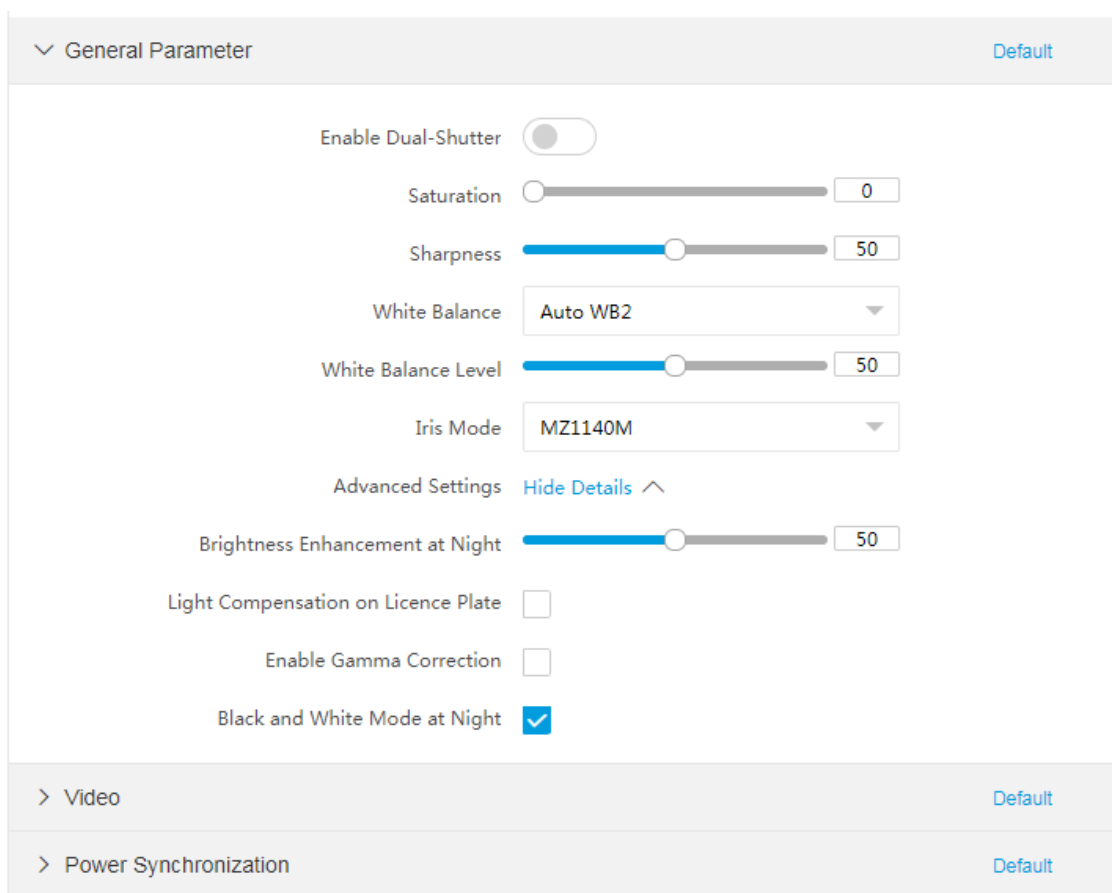 General Parameter Default
Enable Dual-Shutter
Saturation 0
Sharpness 50
White Balance Auto WB2
White Balance Level 50
Iris Mode MZ1140M
Advanced Settings Hide Details
Brightness Enhancement at Night 50
Light Compensation on Licence Plate
Enable Gamma Correction
Black and White Mode at Night
Video Default
Power Synchronization Default